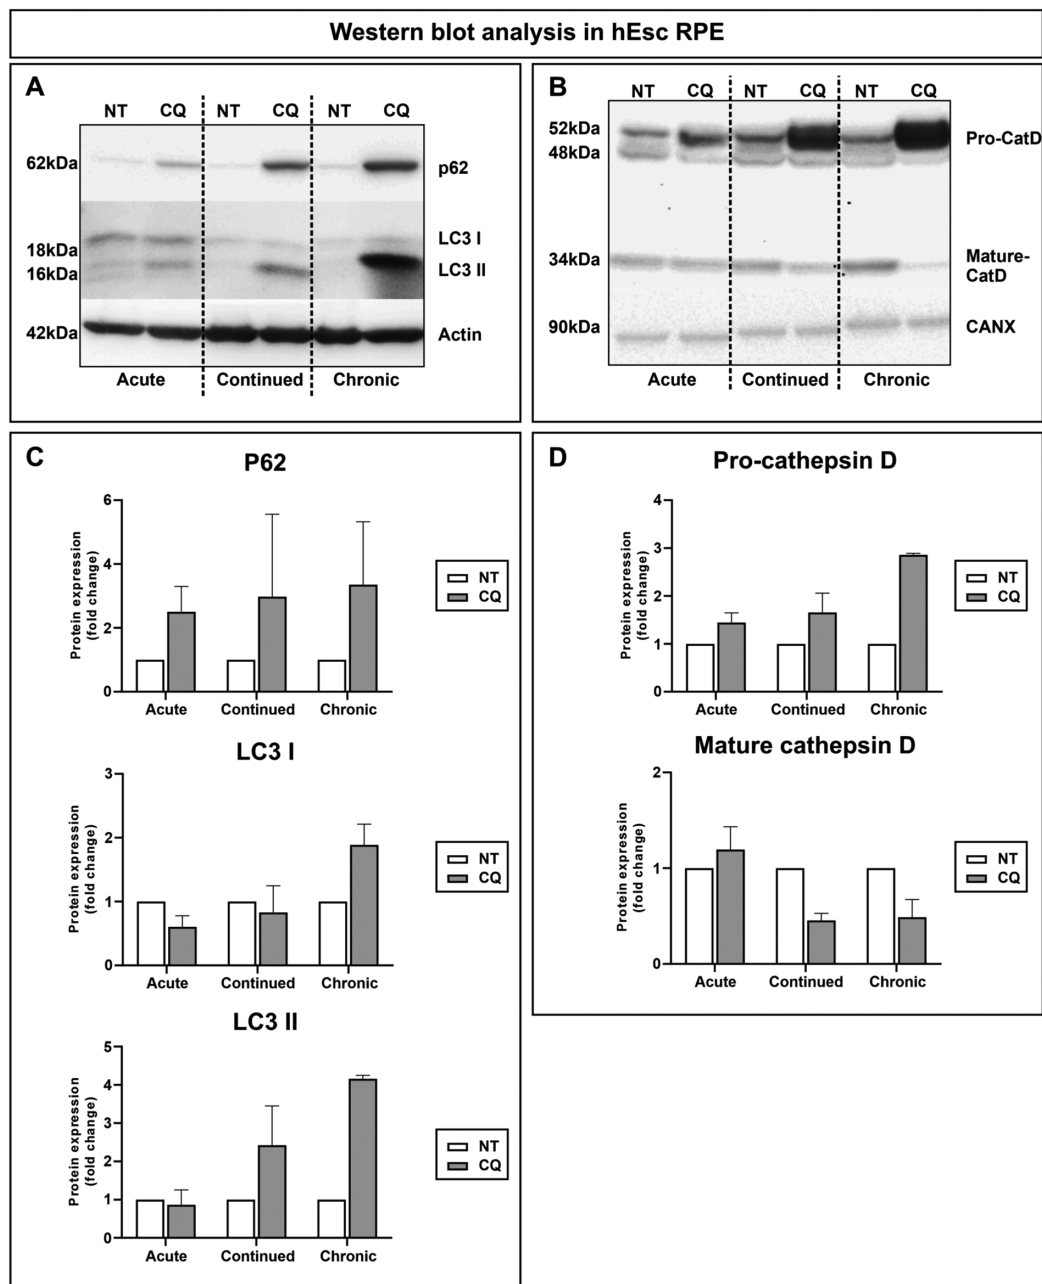 Western blot analysis in hEsc RPE
A
NT CQ NT CQ NT CQ
62kDa
p62
LC3 I
18kDa
16kDa
LC3 II
42kDa
Actin
Acute Continued Chronic
B
NT CQ NT CQ NT CQ
52kDa
Pro-CatD
48kDa
34kDa
Mature-
CatD
90kDa
CANX
Acute Continued Chronic
C
P62
Protein expression
(fold change)
6
4
2
0
Acute Continued Chronic
NT
CQ
LC3 I
Protein expression
(fold change)
3
2
1
0
Acute Continued Chronic
NT
CQ
LC3 II
Protein expression
(fold change)
5
4
3
2
1
0
Acute Continued Chronic
NT
CQ
D
Pro-cathepsin D
Protein expression
(fold change)
4
3
2
1
0
Acute Continued Chronic
NT
CQ
Mature cathepsin D
Protein expression
(fold change)
2
1
0
Acute Continued Chronic
NT
CQ